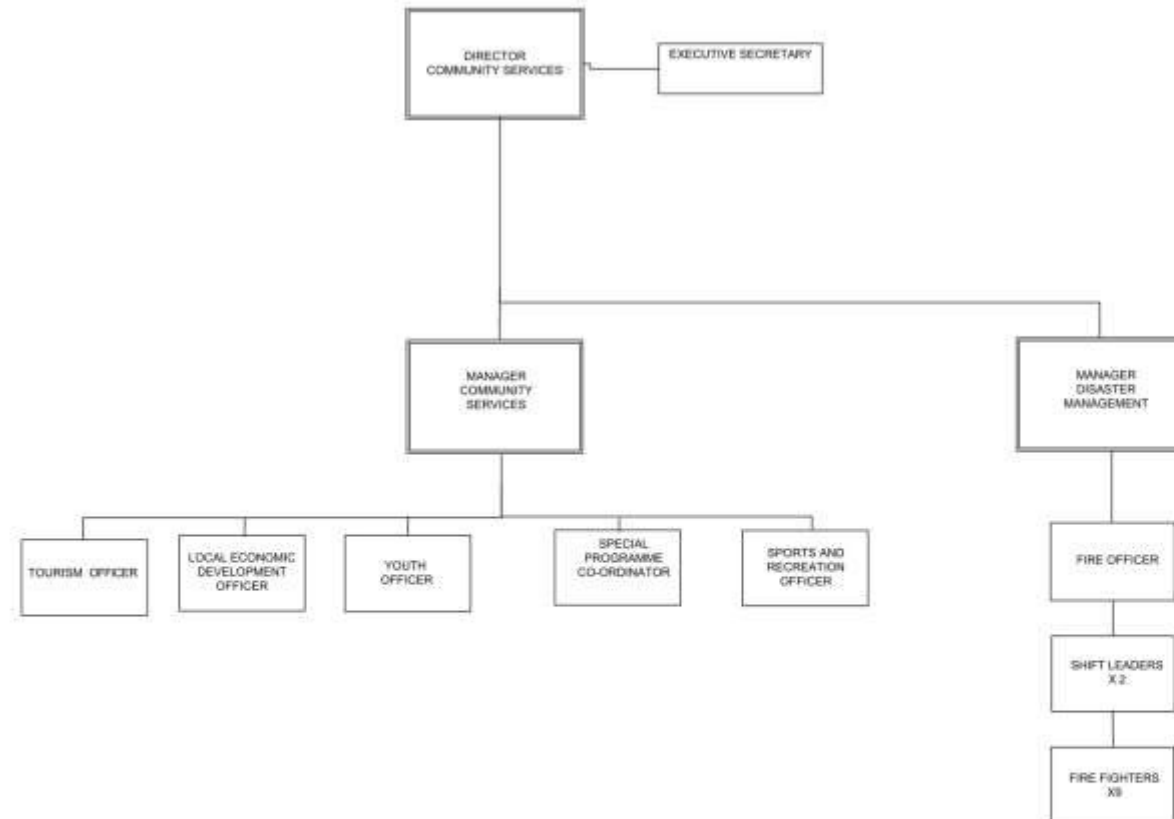 DIRECTOR
COMMUNITY SERVICES
EXECUTIVE SECRETARY
MANAGER
COMMUNITY
SERVICES
MANAGER
DISASTER
MANAGEMENT
TOURISM OFFICER
LOCAL ECONOMIC
DEVELOPMENT
OFFICER
YOUTH
OFFICER
SPECIAL
PROGRAMME
CO-ORDINATOR
SPORTS AND
RECREATION
OFFICER
FIRE OFFICER
SHIFT LEADERS
X 2
FIRE FIGHTERS
X9